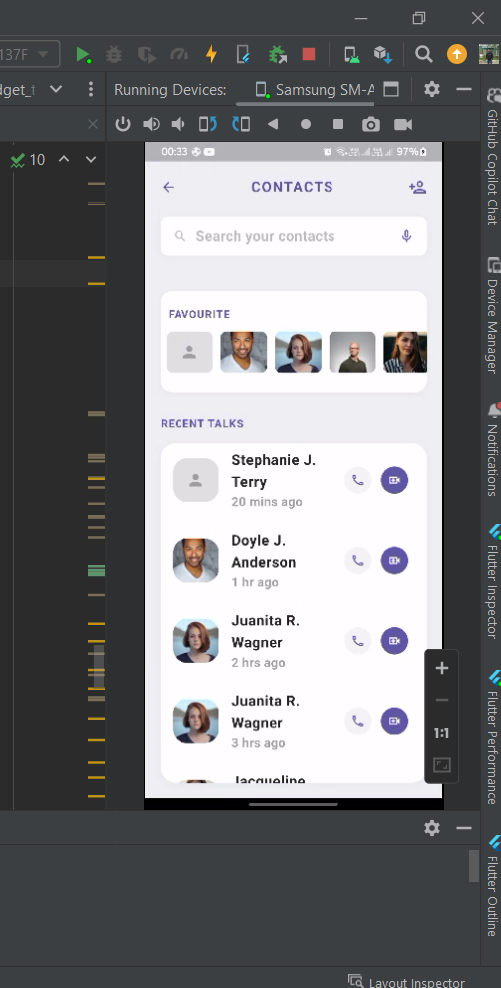 137F
dget_t
Running Devices:
Samsung SM-A
10
00:33
97%
CONTACTS
Search your contacts
FAVOURITE
RECENT TALKS
Stephanie J.
Terry
20 mins ago
Doyle J.
Anderson
1 hr ago
Juanita R.
Wagner
2 hrs ago
Juanita R.
Wagner
3 hrs ago
Jacqueline
1:1
GitHub Copilot Chat
Device Manager
Notifications
Flutter Inspector
Flutter Performance
Flutter Outline
Layout Inspector